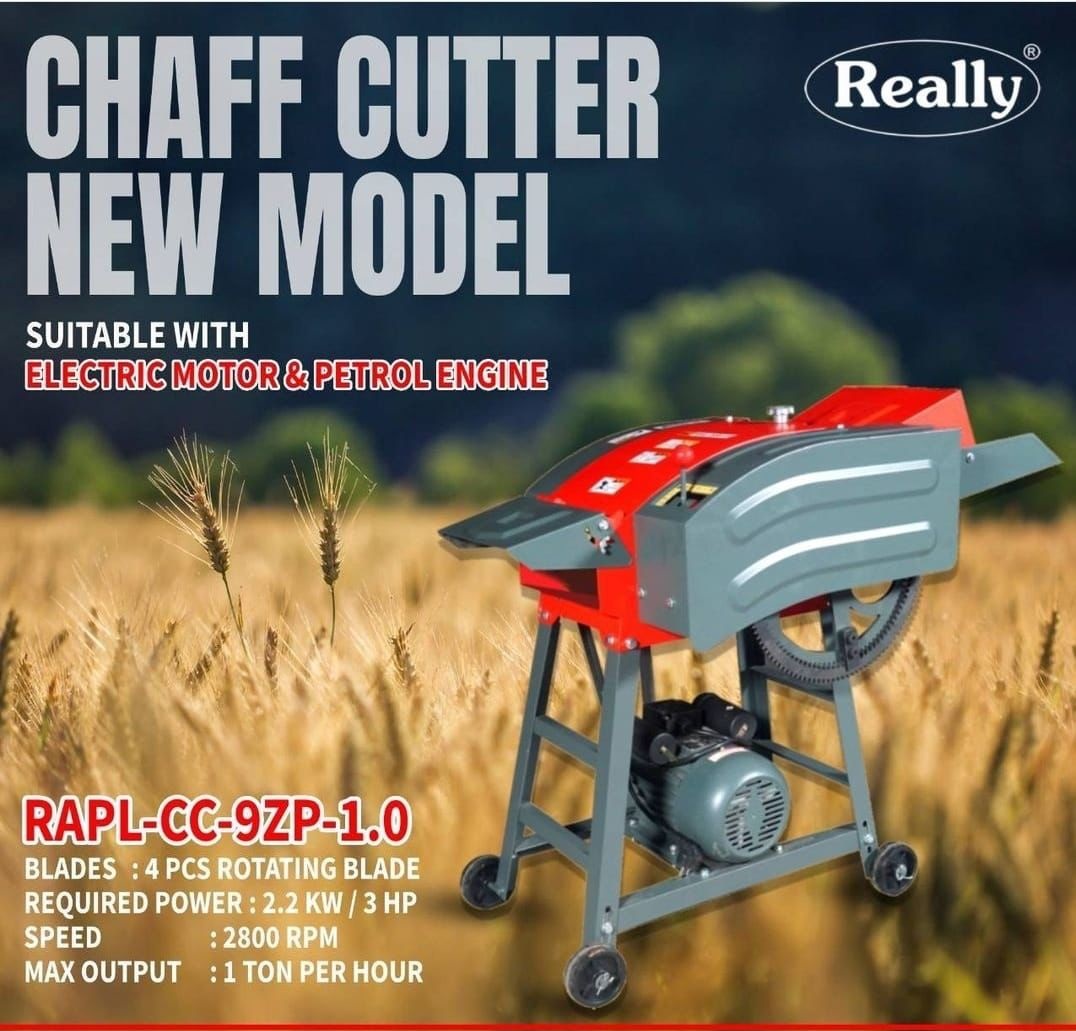 CHAFF CUTTER
NEW MODEL
Really®
SUITABLE WITH
ELECTRIC MOTOR & PETROL ENGINE
RAPL-CC-9ZP-1.0
BLADES : 4 PCS ROTATING BLADE
REQUIRED POWER : 2.2 KW / 3 HP
SPEED : 2800 RPM
MAX OUTPUT : 1 TON PER HOUR